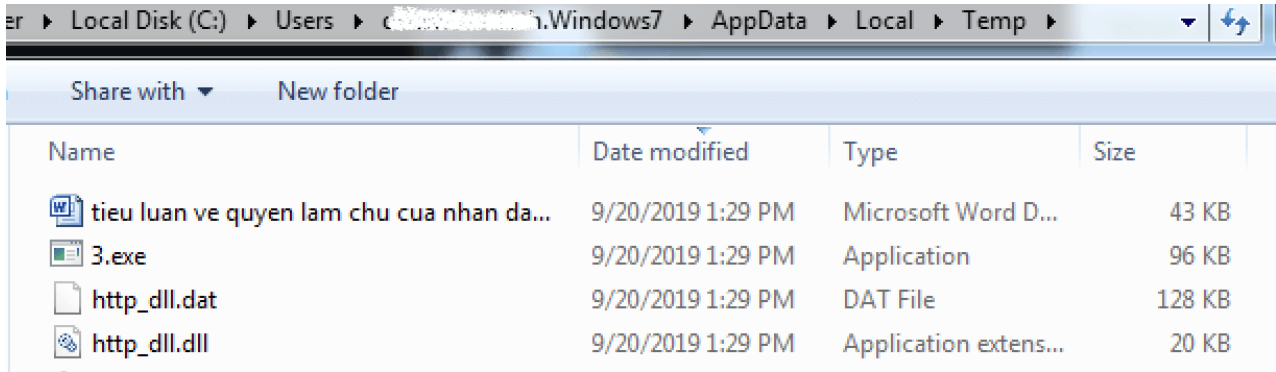 er ▸ Local Disk (C:) ▸ Users ▸ .Windows7 ▸ AppData ▸ Local ▸ Temp ▸
Share with New folder
Name Date modified Type Size
tieu luan ve quyen lam chu cua nhan da... 9/20/2019 1:29 PM Microsoft Word D... 43 KB
3.exe 9/20/2019 1:29 PM Application 96 KB
http_dll.dat 9/20/2019 1:29 PM DAT File 128 KB
http_dll.dll 9/20/2019 1:29 PM Application extens... 20 KB